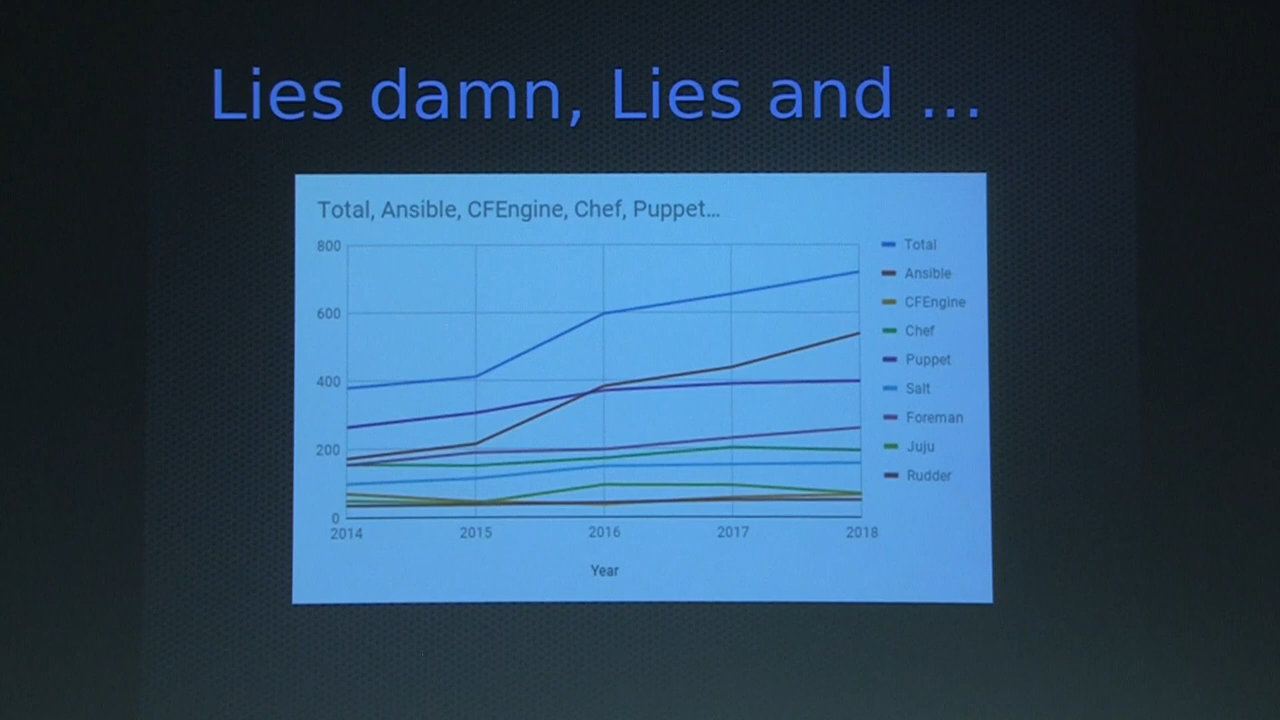 Lies damn, Lies and ...
Total, Ansible, CFEngine, Chef, Puppet...
800
600
400
200
0
2014 2015 2016 2017 2018
Year
Total
Ansible
CFEngine
Chef
Puppet
Salt
Foreman
Juju
Rudder